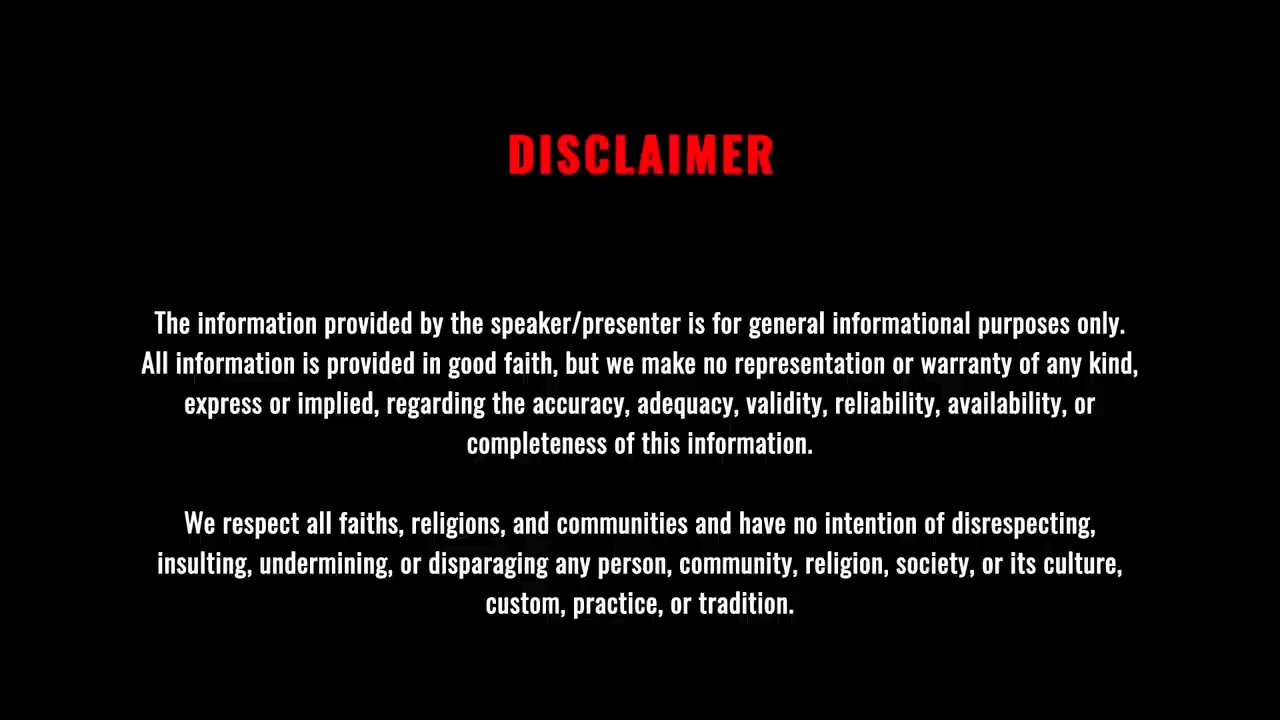 DISCLAIMER
The information provided by the speaker/presenter is for general informational purposes only.
All information is provided in good faith, but we make no representation or warranty of any kind,
express or implied, regarding the accuracy, adequacy, validity, reliability, availability, or
completeness of this information.
We respect all faiths, religions, and communities and have no intention of disrespecting,
insulting, undermining, or disparaging any person, community, religion, society, or its culture,
custom, practice, or tradition.